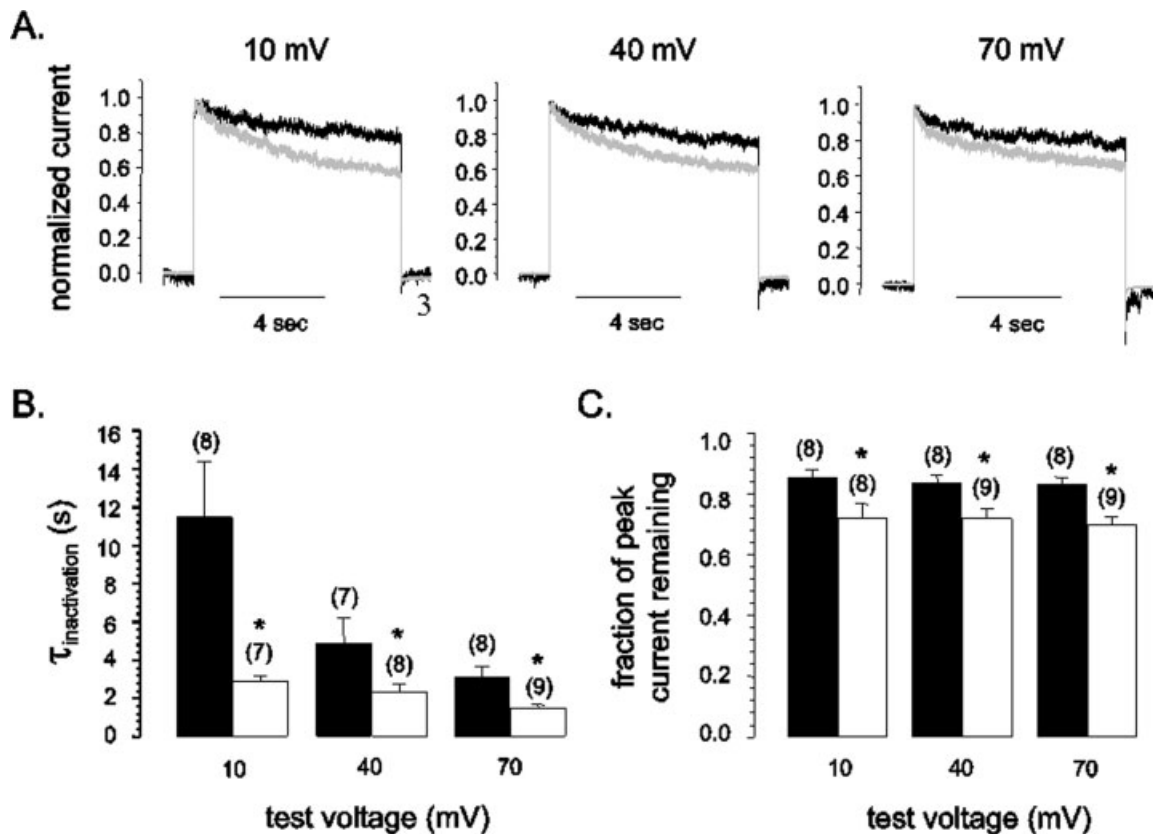 A.
10 mV 40 mV 70 mV
normalized current
1.0 1.0 1.0
0.8 0.8 0.8
0.6 0.6 0.6
0.4 0.4 0.4
0.2 0.2 0.2
0.0 0.0 0.0
3
4 sec 4 sec 4 sec
B.
τinactivation (s)
16
14
12
10
8
6
4
2
0
(8)
*
(7)
(7)
*
(8)
(8)
*
(9)
10 40 70
test voltage (mV)
C.
fraction of peak
current remaining
1.0
0.8
0.6
0.4
0.2
0.0
(8)
*
(8)
(8)
*
(9)
(8)
*
(9)
10 40 70
test voltage (mV)